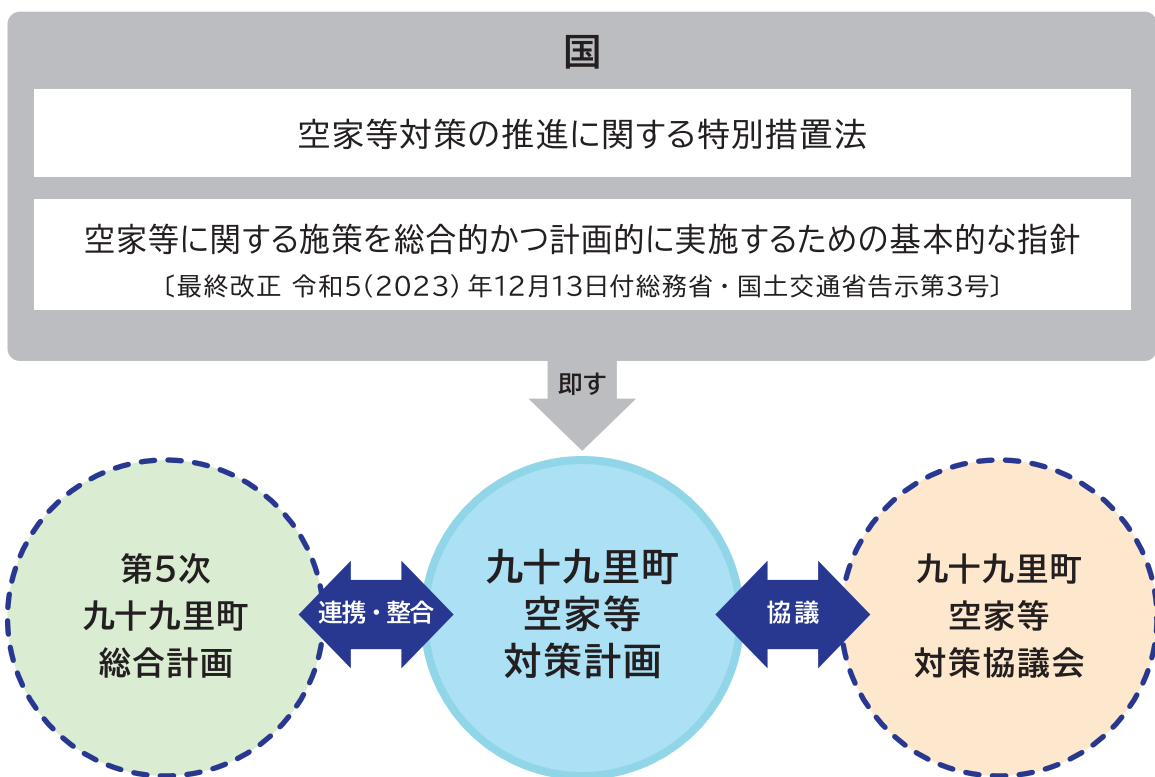 国
空家等対策の推進に関する特別措置法
空家等に関する施策を総合的かつ計画的に実施するための基本的な指針
〔最終改正 令和5(2023)年12月13日付総務省・国土交通省告示第3号〕
即す
第5次
九十九里町
総合計画
連携・整合
九十九里町
空家等
対策計画
協議
九十九里町
空家等
対策協議会